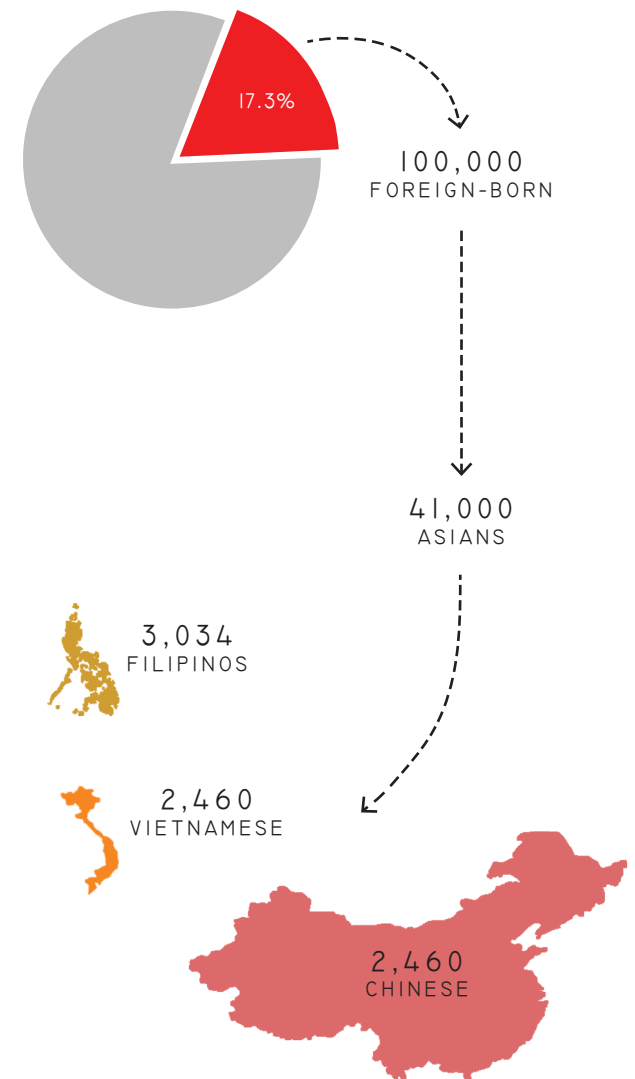 17.3%
100,000
FOREIGN-BORN
41,000
ASIANS
3,034
FILIPINOS
2,460
VIETNAMESE
2,460
CHINESE